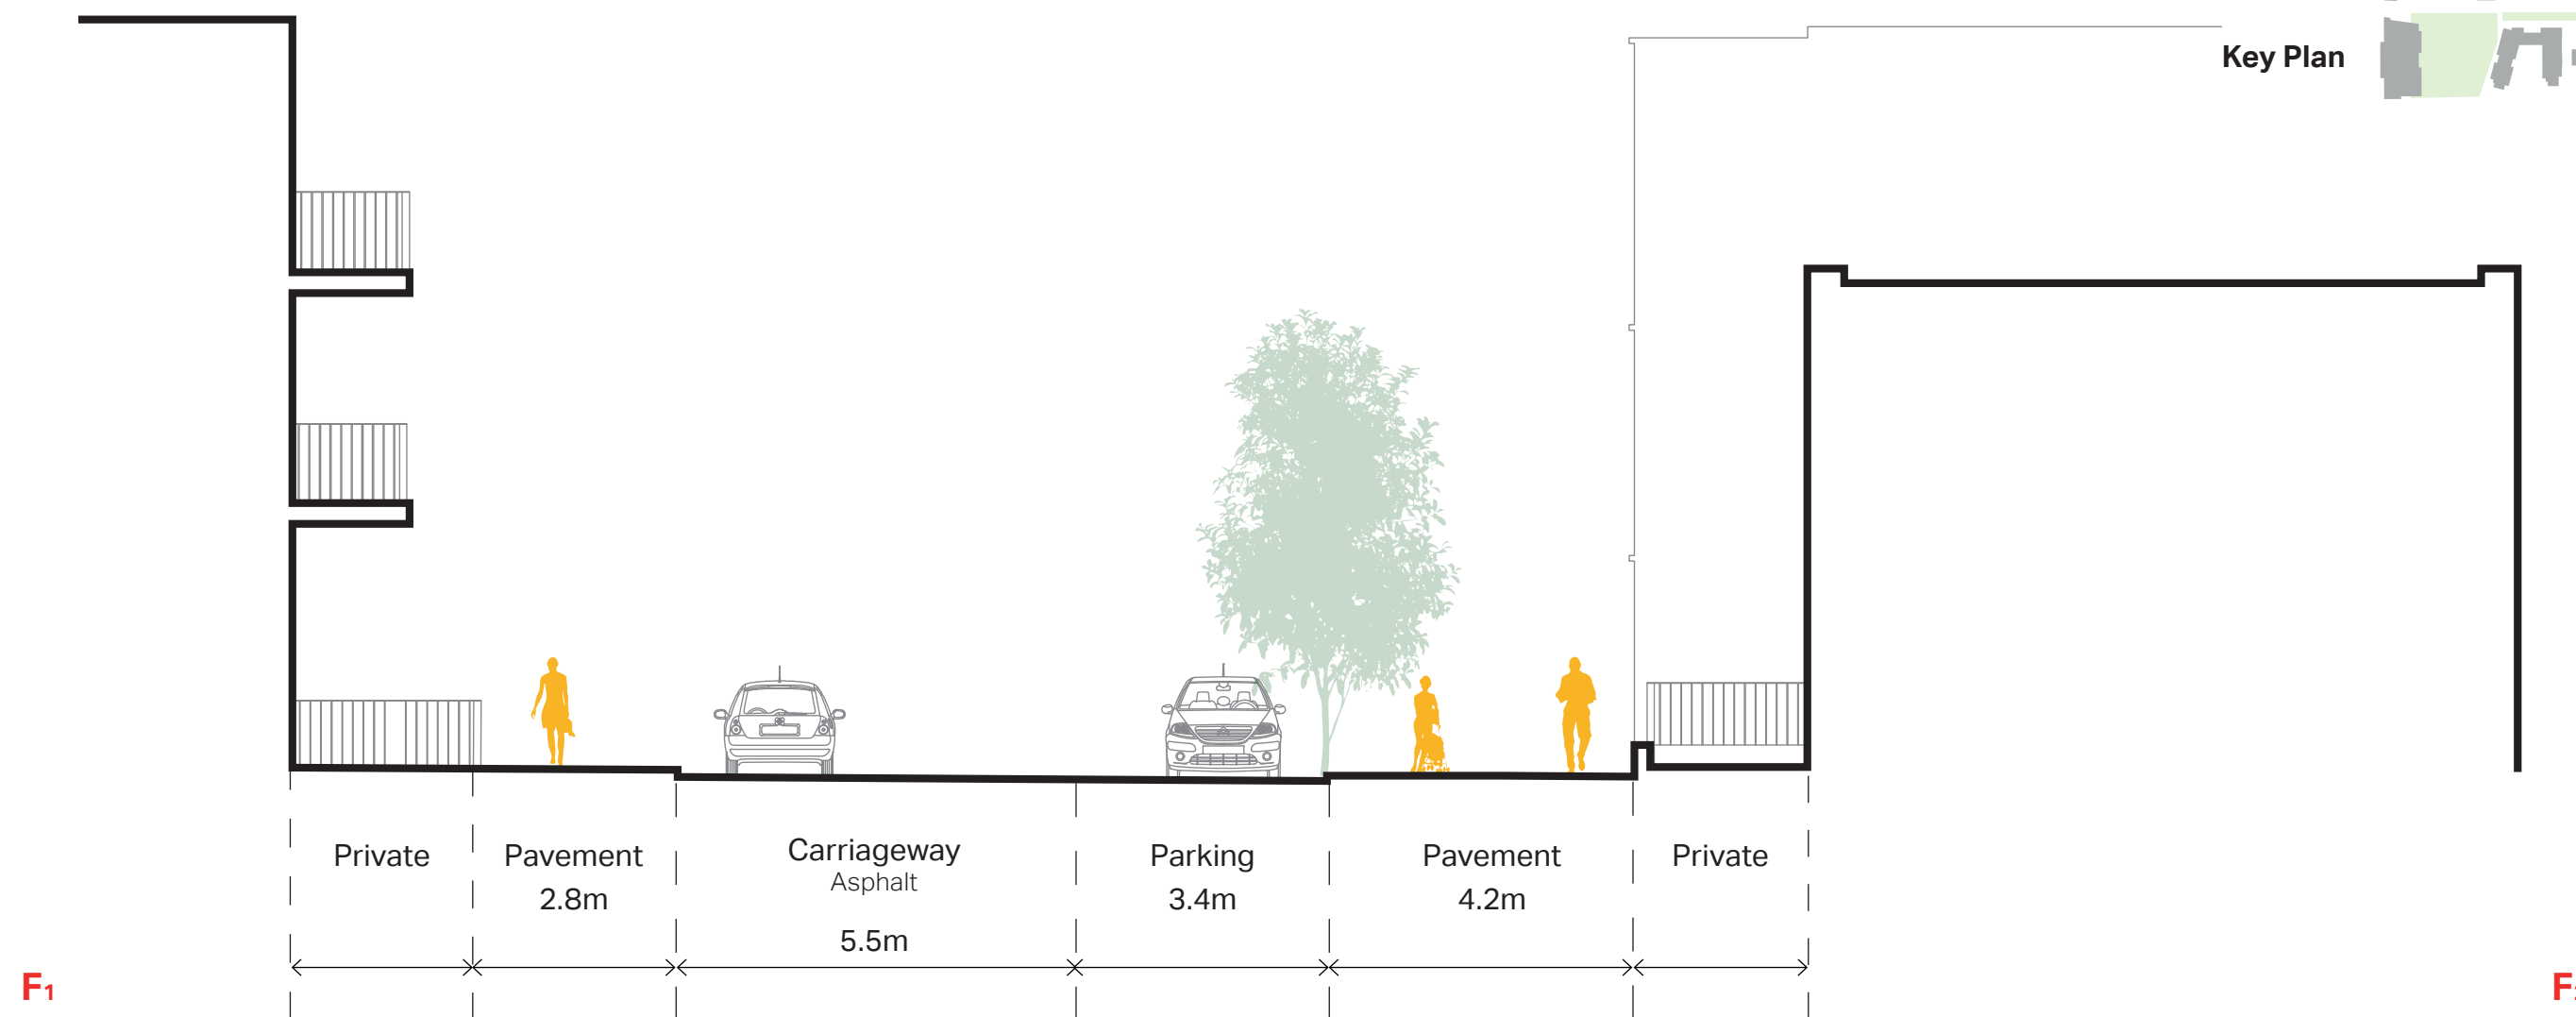 Key Plan
Private
Pavement
2.8m
Carriageway
Asphalt
5.5m
Parking
3.4m
Pavement
4.2m
Private
F1
F